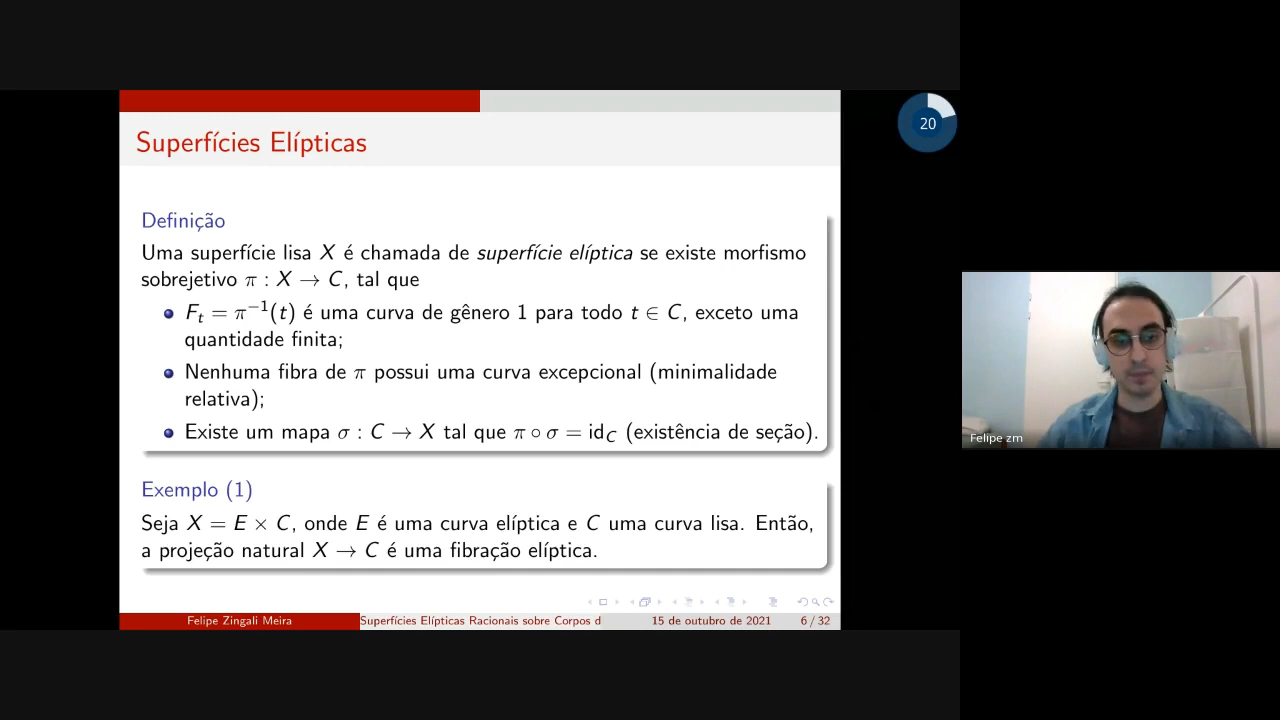 Superfícies Elípticas
20
Definição
Uma superfície lisa X é chamada de superfície elíptica se existe morfismo
sobrejetivo π : X → C, tal que
F_t = π⁻¹(t) é uma curva de gênero 1 para todo t ∈ C, exceto uma
quantidade finita;
Nenhuma fibra de π possui uma curva excepcional (minimalidade
relativa);
Existe um mapa σ : C → X tal que π ∘ σ = id_C (existência de seção).
Exemplo (1)
Seja X = E × C, onde E é uma curva elíptica e C uma curva lisa. Então,
a projeção natural X → C é uma fibração elíptica.
Felipe Zingali Meira
Superfícies Elípticas Racionais sobre Corpos d
15 de outubro de 2021
6 / 32
Felipe zm